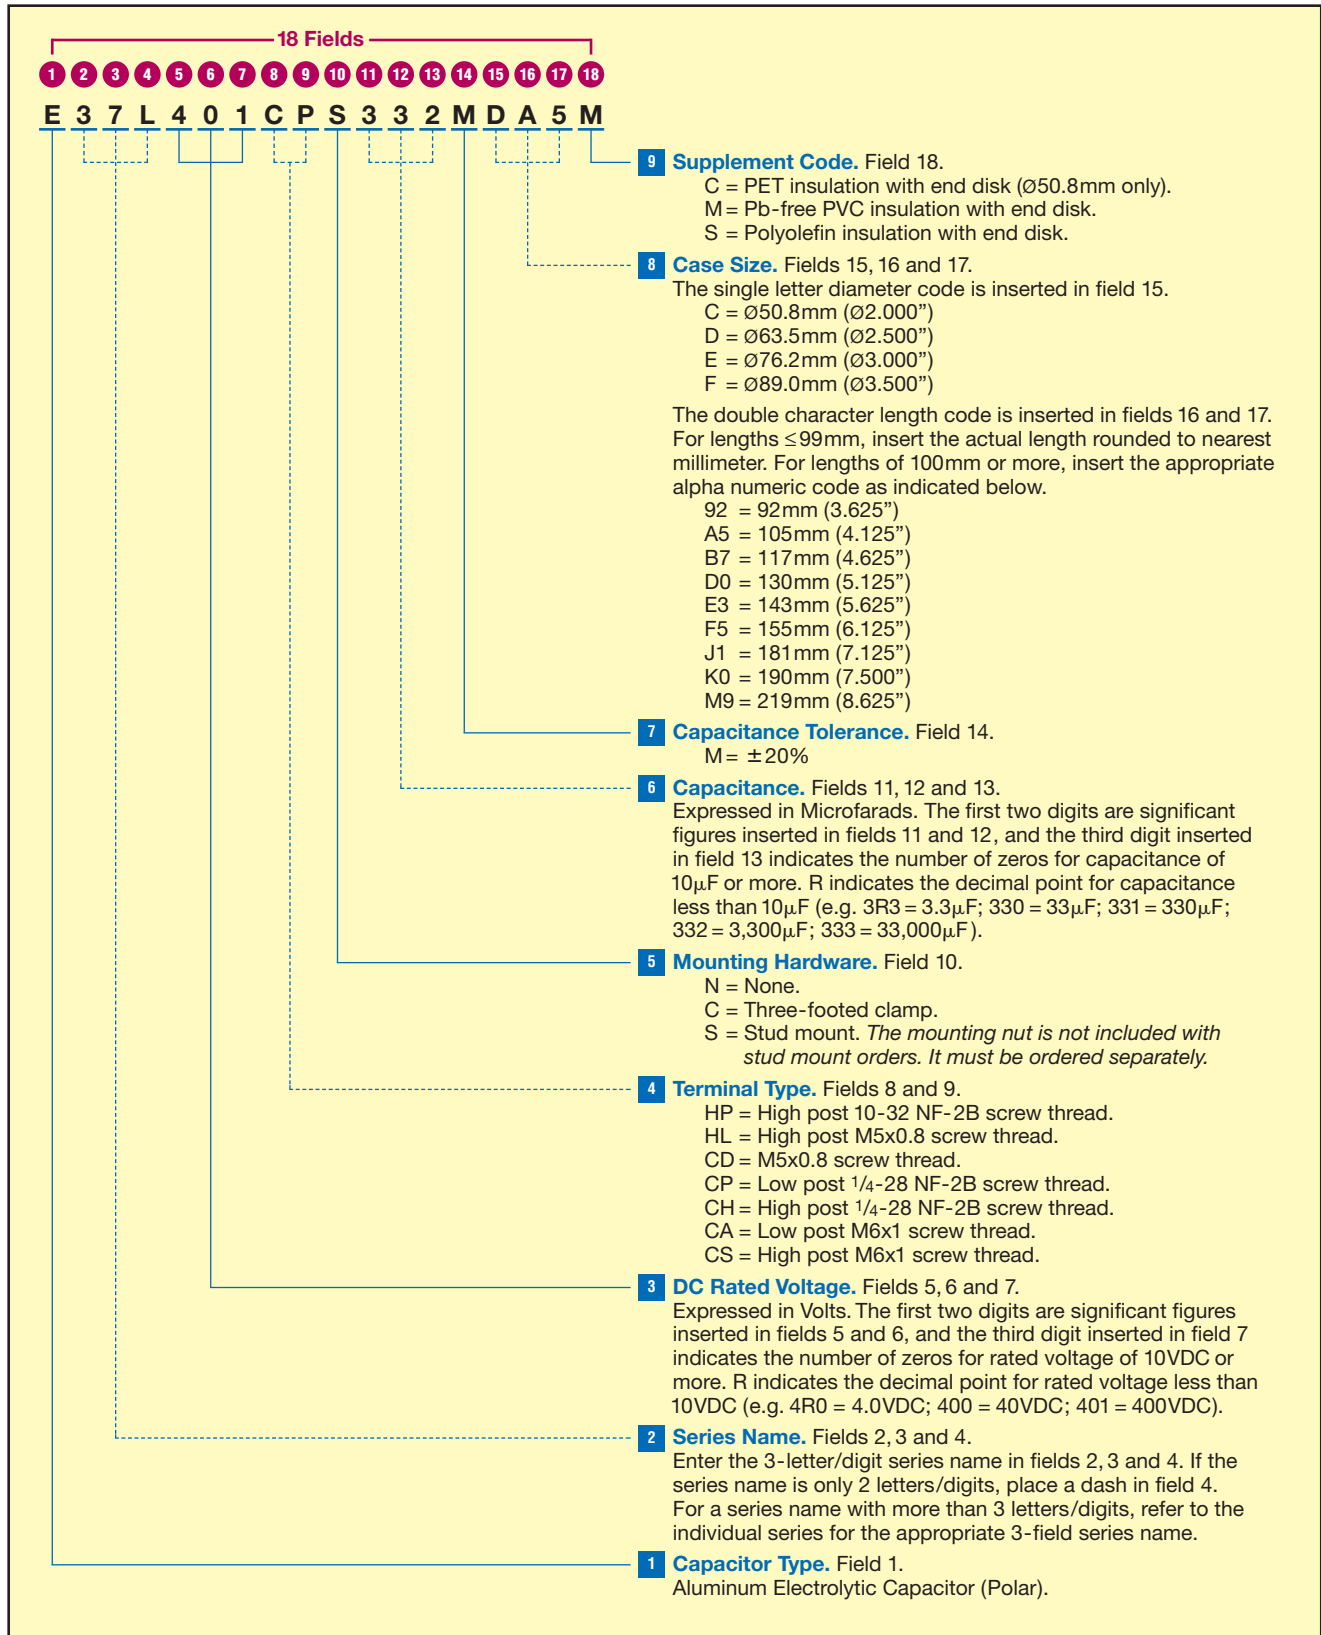 18 Fields
1 2 3 4 5 6 7 8 9 10 11 12 13 14 15 16 17 18
E 3 7 L 4 0 1 C P S 3 3 2 M D A 5 M
9 Supplement Code. Field 18.
C = PET insulation with end disk (Ø50.8mm only).
M = Pb-free PVC insulation with end disk.
S = Polyolefin insulation with end disk.
8 Case Size. Fields 15, 16 and 17.
The single letter diameter code is inserted in field 15.
C = Ø50.8mm (Ø2.000”)
D = Ø63.5mm (Ø2.500”)
E = Ø76.2mm (Ø3.000”)
F = Ø89.0mm (Ø3.500”)
The double character length code is inserted in fields 16 and 17.
For lengths ≤99mm, insert the actual length rounded to nearest
millimeter. For lengths of 100mm or more, insert the appropriate
alpha numeric code as indicated below.
92 = 92mm (3.625”)
A5 = 105mm (4.125”)
B7 = 117mm (4.625”)
D0 = 130mm (5.125”)
E3 = 143mm (5.625”)
F5 = 155mm (6.125”)
J1 = 181mm (7.125”)
K0 = 190mm (7.500”)
M9 = 219mm (8.625”)
7 Capacitance Tolerance. Field 14.
M = ±20%
6 Capacitance. Fields 11, 12 and 13.
Expressed in Microfarads. The first two digits are significant
figures inserted in fields 11 and 12, and the third digit inserted
in field 13 indicates the number of zeros for capacitance of
10μF or more. R indicates the decimal point for capacitance
less than 10μF (e.g. 3R3 = 3.3μF; 330 = 33μF; 331 = 330μF;
332 = 3,300μF; 333 = 33,000μF).
5 Mounting Hardware. Field 10.
N = None.
C = Three-footed clamp.
S = Stud mount. The mounting nut is not included with
stud mount orders. It must be ordered separately.
4 Terminal Type. Fields 8 and 9.
HP = High post 10-32 NF-2B screw thread.
HL = High post M5x0.8 screw thread.
CD = M5x0.8 screw thread.
CP = Low post 1/4-28 NF-2B screw thread.
CH = High post 1/4-28 NF-2B screw thread.
CA = Low post M6x1 screw thread.
CS = High post M6x1 screw thread.
3 DC Rated Voltage. Fields 5, 6 and 7.
Expressed in Volts. The first two digits are significant figures
inserted in fields 5 and 6, and the third digit inserted in field 7
indicates the number of zeros for rated voltage of 10VDC or
more. R indicates the decimal point for rated voltage less than
10VDC (e.g. 4R0 = 4.0VDC; 400 = 40VDC; 401 = 400VDC).
2 Series Name. Fields 2, 3 and 4.
Enter the 3-letter/digit series name in fields 2, 3 and 4. If the
series name is only 2 letters/digits, place a dash in field 4.
For a series name with more than 3 letters/digits, refer to the
individual series for the appropriate 3-field series name.
1 Capacitor Type. Field 1.
Aluminum Electrolytic Capacitor (Polar).